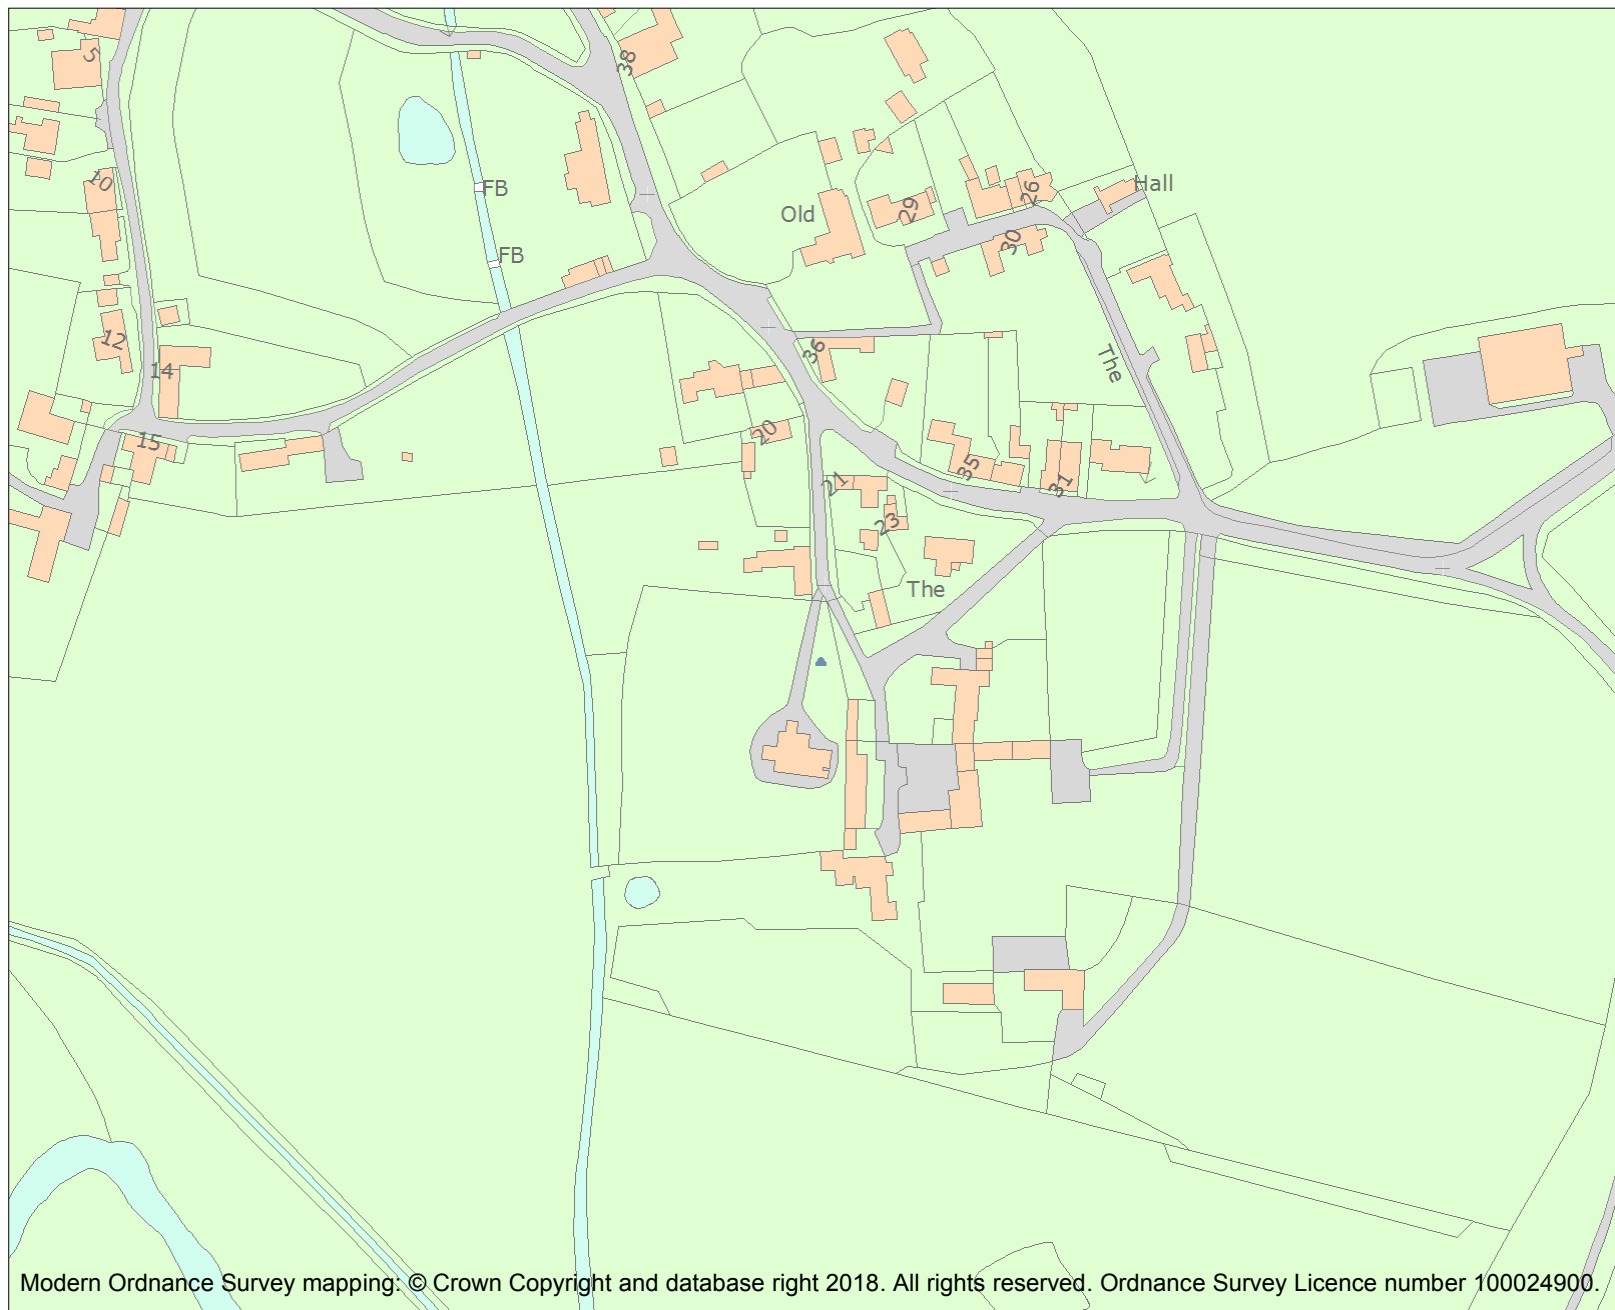 5
38
10
FB
Hall
26
Old
29
30
FB
12
36
14
The
20
15
35
21
31
23
The
Modern Ordnance Survey mapping: © Crown Copyright and database right 2018. All rights reserved. Ordnance Survey Licence number 100024900.